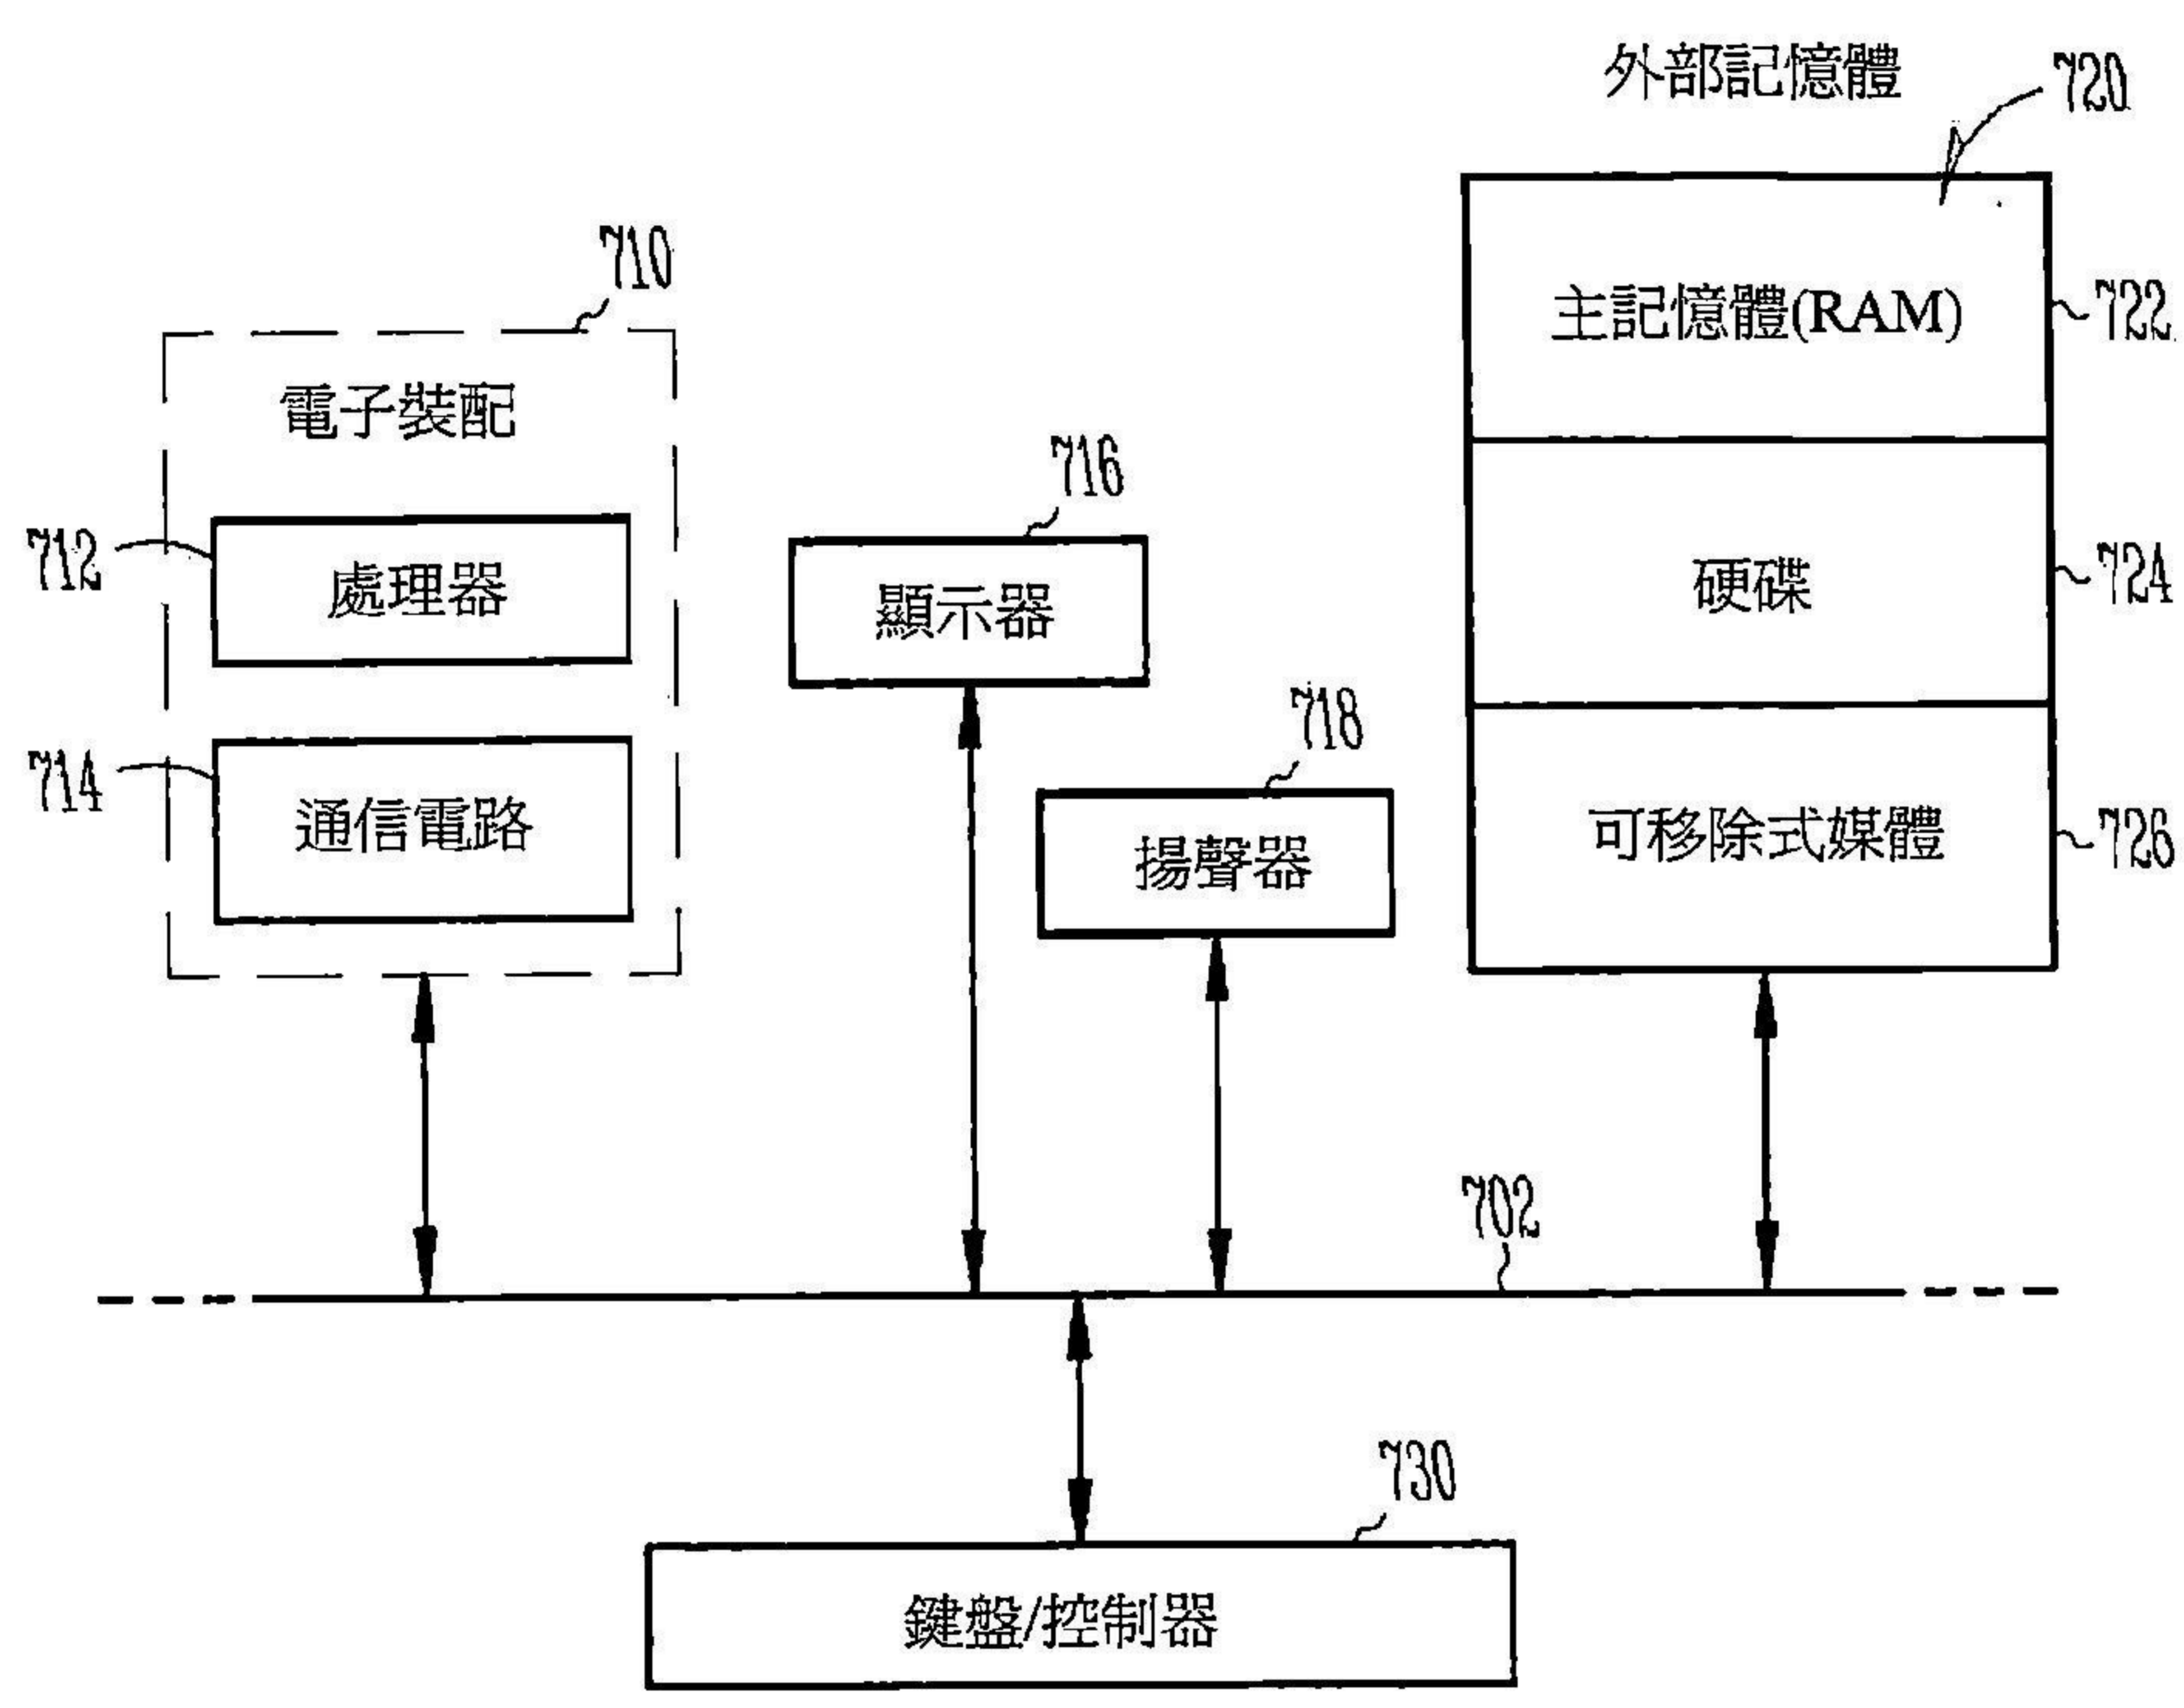 外部記憶體
720
710
主記憶體(RAM)
722
電子裝配
716
712
處理器
顯示器
硬碟
724
718
714
通信電路
揚聲器
可移除式媒體
726
702
730
鍵盤/控制器